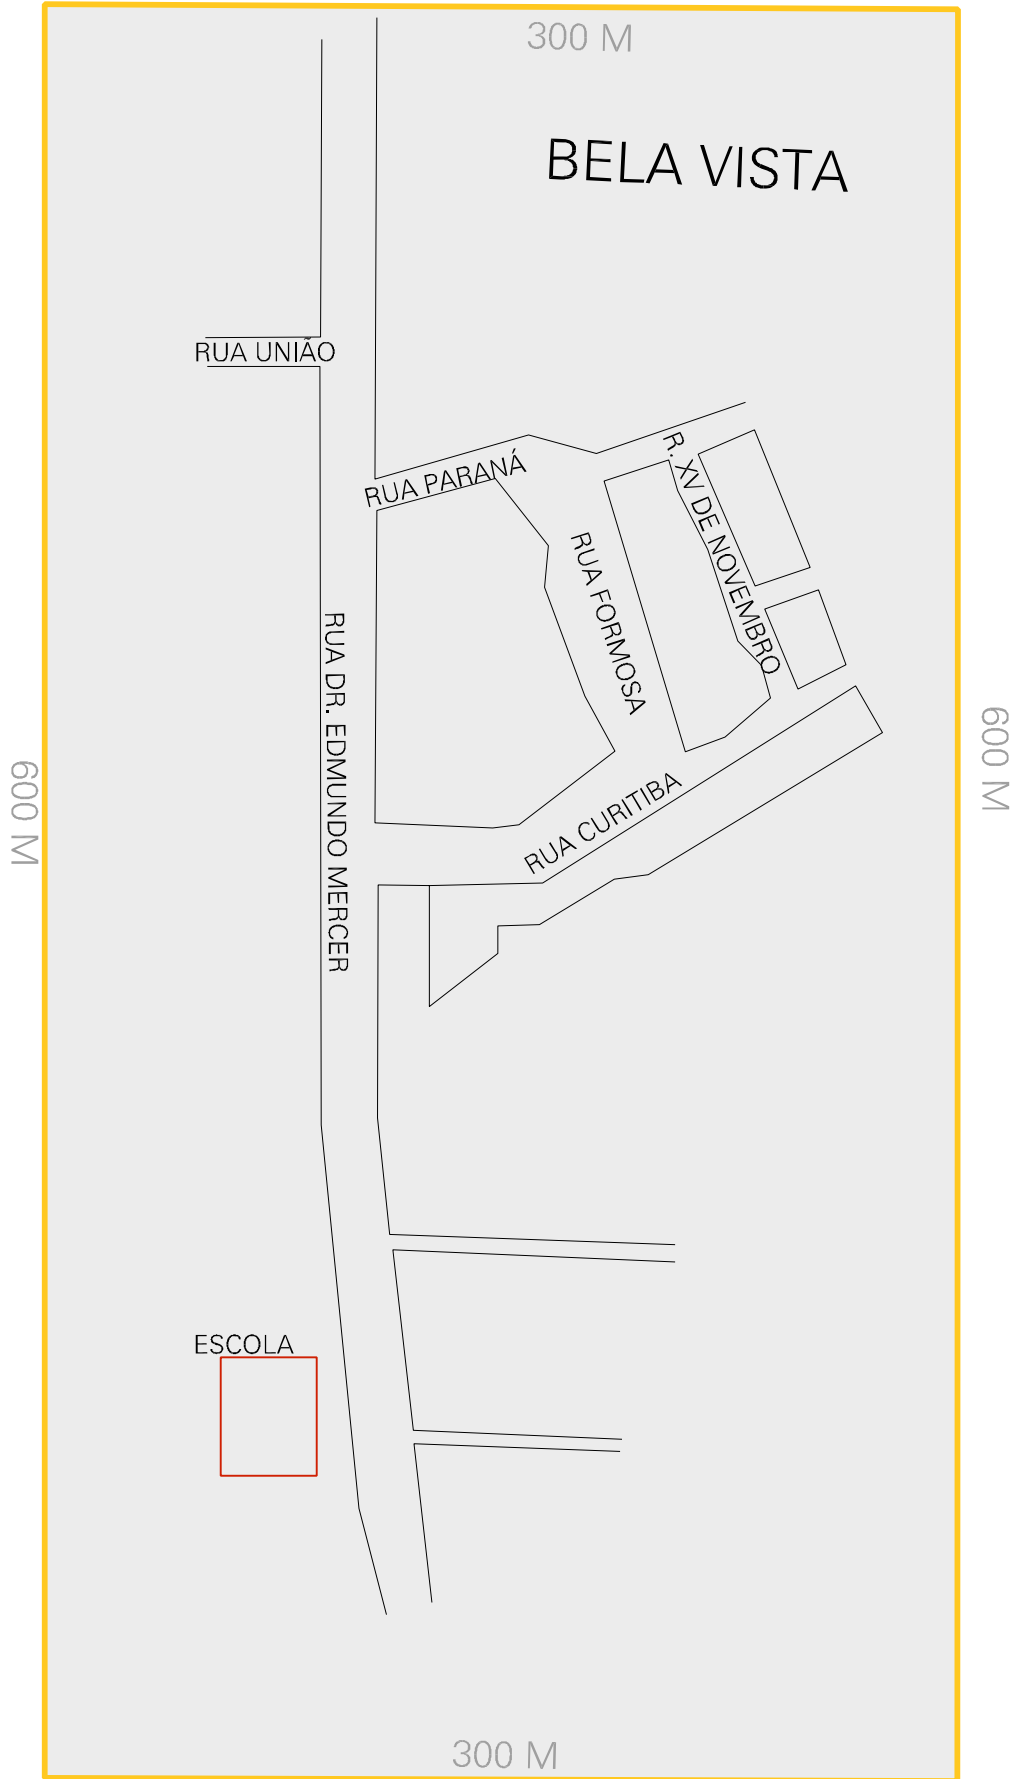 300 M
BELA VISTA
RUA UNIÃO
RUA PARANÁ
R. XV DE NOVEMBRO
RUA FORMOSA
RUA DR. EDMUNDO MERCER
600 M
600 M
RUA CURITIBA
ESCOLA
300 M